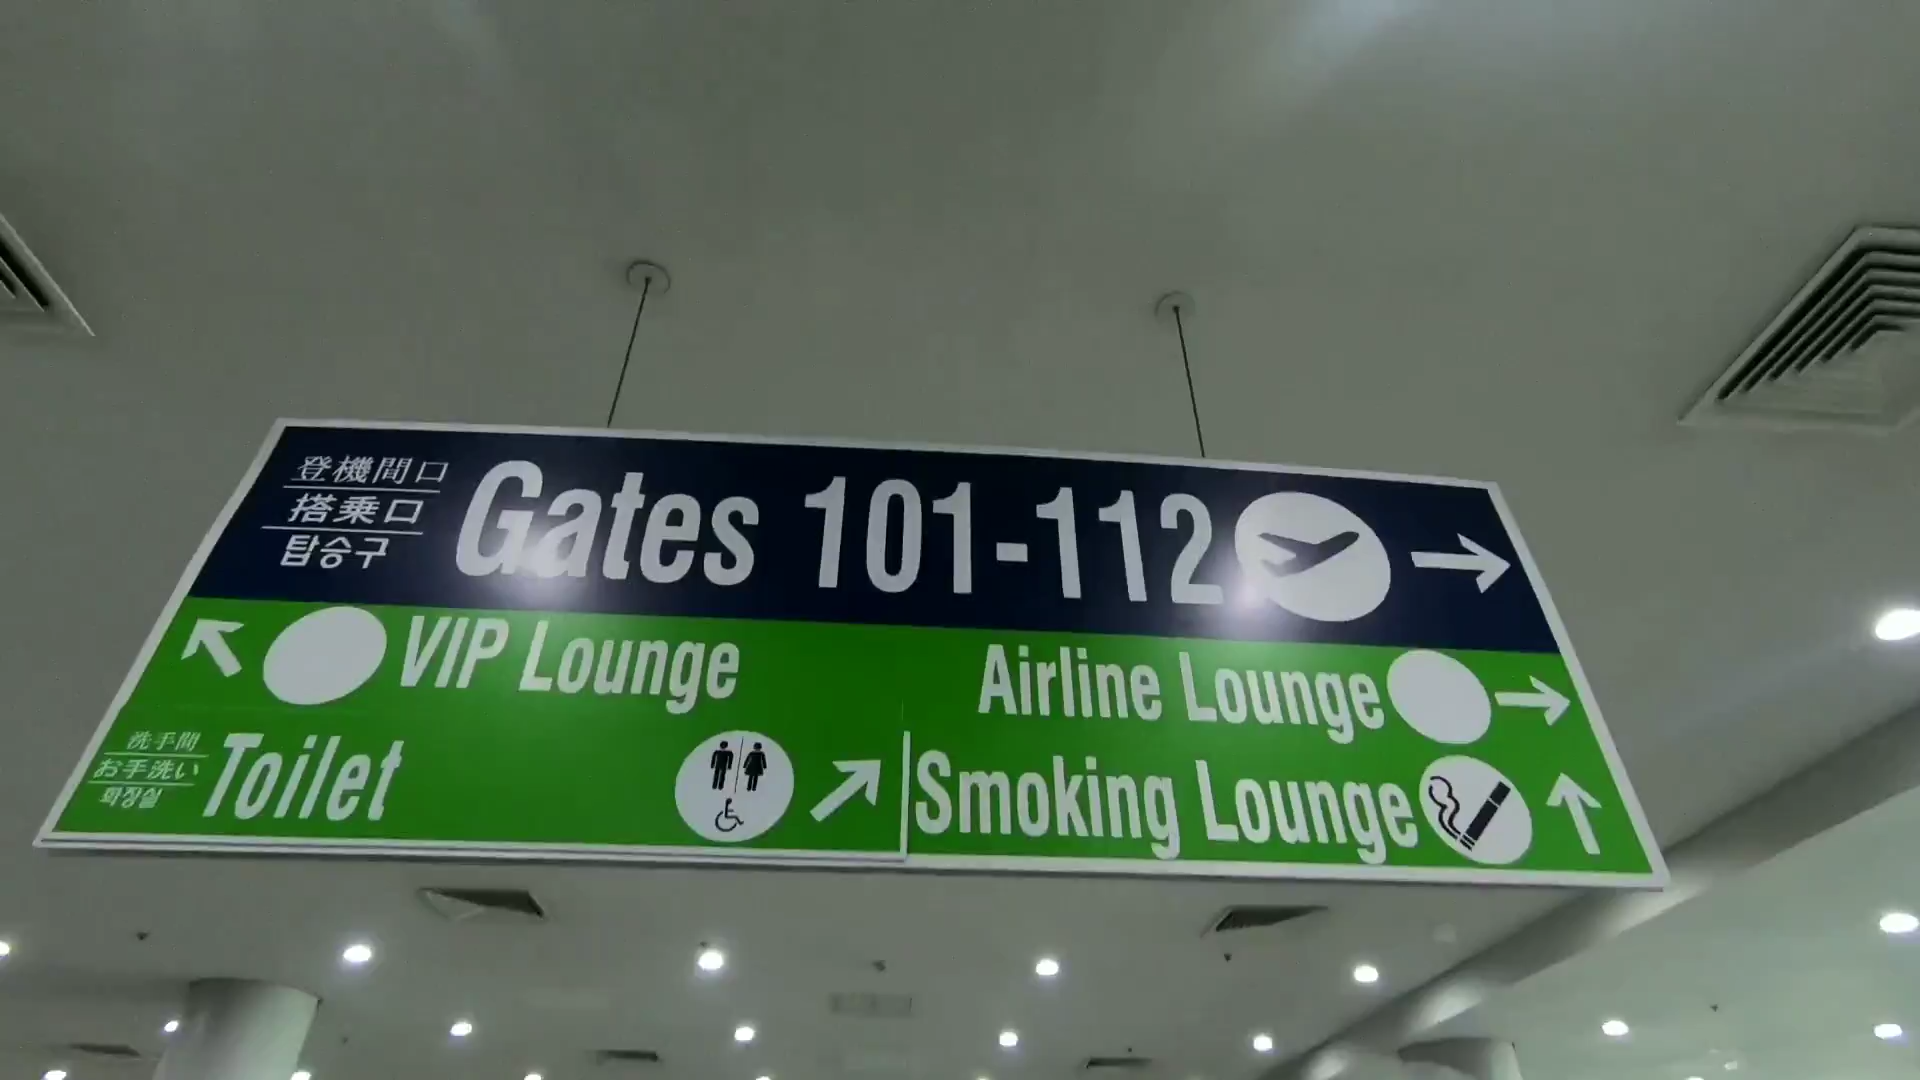 登機間口
搭乗口
탑승구
Gates 101-112
VIP Lounge
Airline Lounge
洗手間
お手洗い
화장실
Toilet
Smoking Lounge